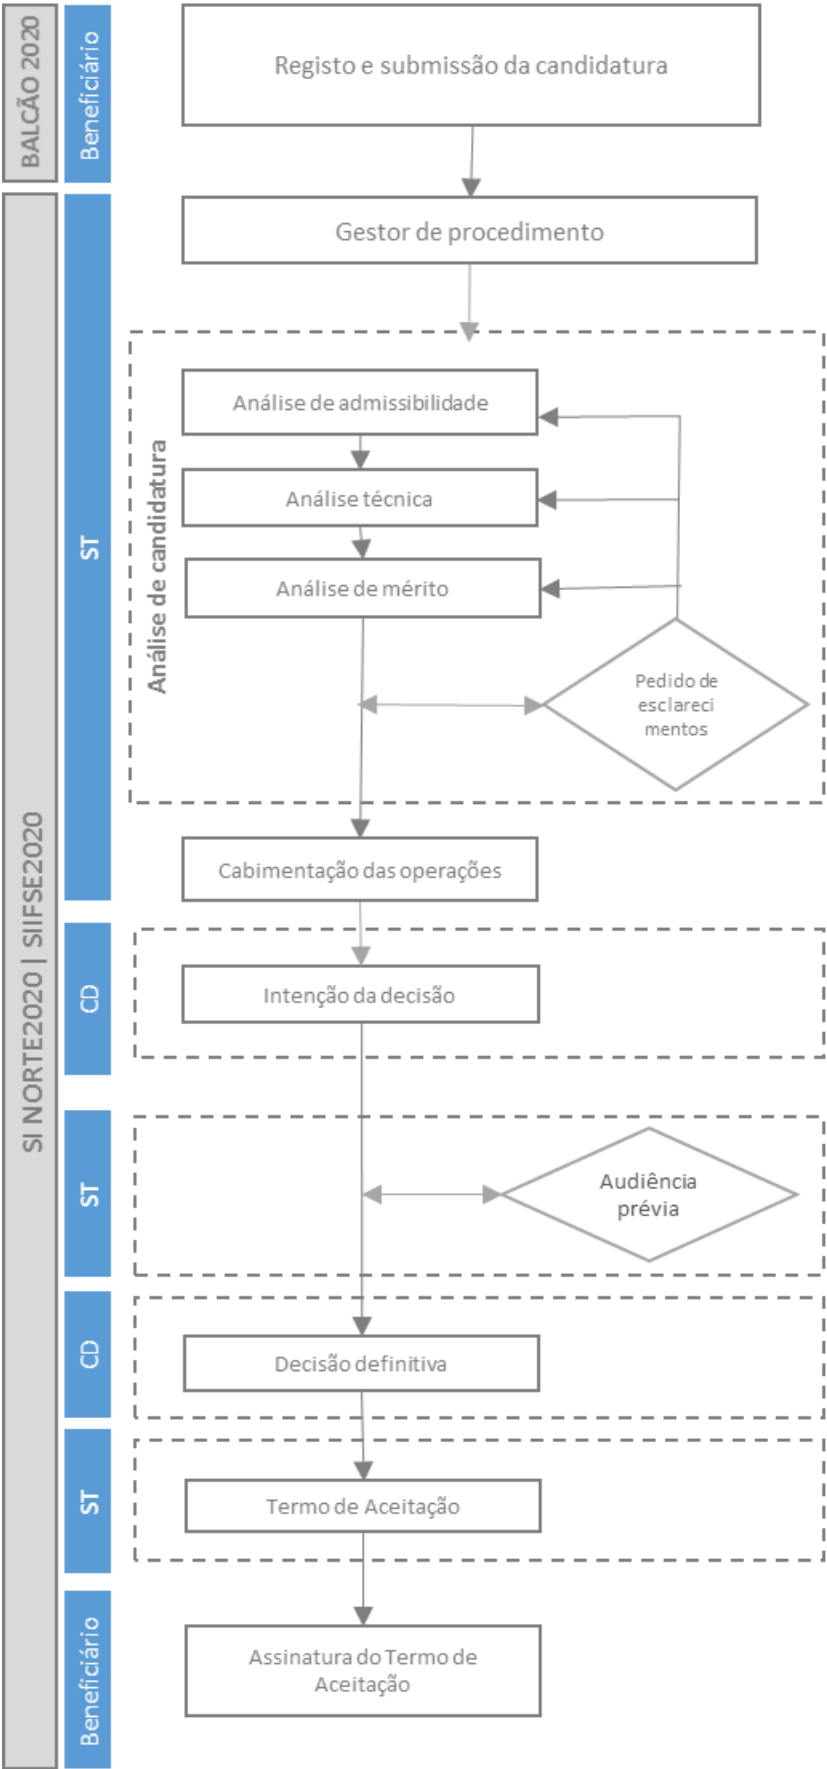 BALCÃO 2020
Beneficiário
Registo e submissão da candidatura
SI NORTE2020 | SIIFSE2020
ST
Gestor de procedimento
Análise de candidatura
Análise de admissibilidade
Análise técnica
Análise de mérito
Pedido de
esclareci
mentos
Cabimentação das operações
CD
Intenção da decisão
ST
Audiência
prévia
CD
Decisão definitiva
ST
Termo de Aceitação
Beneficiário
Assinatura do Termo de
Aceitação